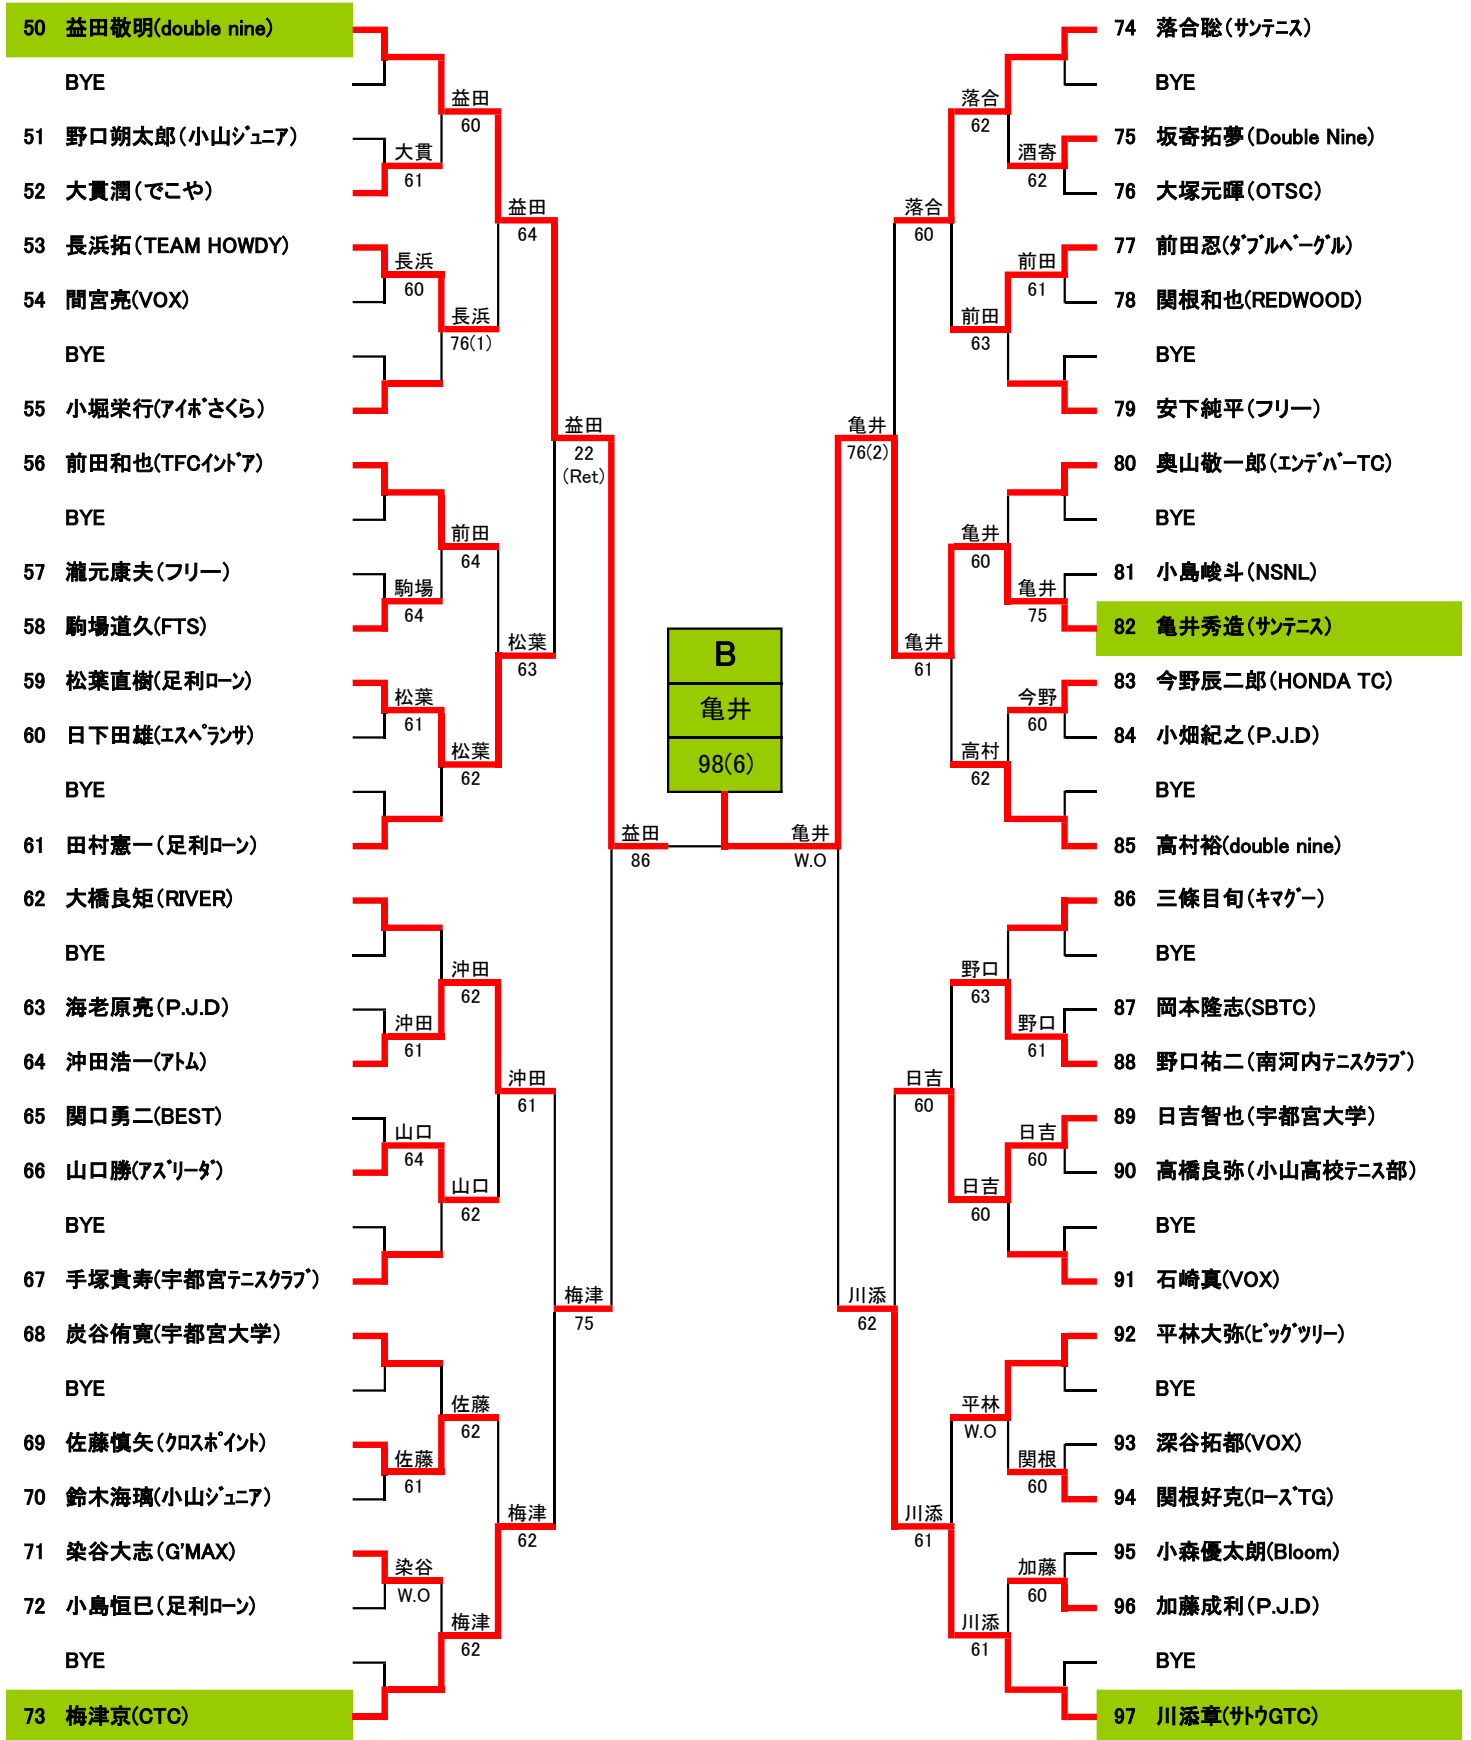 50 益田敬明(double nine)
BYE
51 野口朔太郎(小山ｼﾞｭﾆｱ)
52 大貫潤(でこや)
53 長浜拓(TEAM HOWDY)
54 間宮亮(VOX)
BYE
55 小堀栄行(ｱｲﾎﾞさくら)
56 前田和也(TFCｲﾝﾄﾞｱ)
BYE
57 瀧元康夫(フリー)
58 駒場道久(FTS)
59 松葉直樹(足利ﾛｰﾝ)
60 日下田雄(ｴｽﾍﾟﾗﾝｻ)
BYE
61 田村憲一(足利ﾛｰﾝ)
62 大橋良矩(RIVER)
BYE
63 海老原亮(P.J.D)
64 沖田浩一(ｱﾄﾑ)
65 関口勇二(BEST)
66 山口勝(ｱｽﾞﾘｰﾀﾞ)
BYE
67 手塚貴寿(宇都宮ﾃﾆｽｸﾗﾌﾞ)
68 炭谷侑寛(宇都宮大学)
BYE
69 佐藤慎矢(ｸﾛｽﾎﾟｲﾝﾄ)
70 鈴木海璃(小山ｼﾞｭﾆｱ)
71 染谷大志(G'MAX)
72 小島恒巳(足利ﾛｰﾝ)
BYE
73 梅津京(CTC)
大貫
61
長浜
60
駒場
64
松葉
61
沖田
61
山口
64
佐藤
61
染谷
W.O
益田
60
長浜
76(1)
前田
64
松葉
62
沖田
62
山口
62
佐藤
62
梅津
62
益田
64
松葉
63
沖田
61
梅津
62
益田
22
(Ret)
梅津
75
益田
86
B
亀井
98(6)
亀井
W.O
亀井
76(2)
川添
62
落合
60
亀井
61
日吉
60
川添
61
落合
62
前田
63
亀井
60
高村
62
野口
63
日吉
60
平林
W.O
川添
61
酒寄
62
前田
61
亀井
75
今野
60
野口
61
日吉
60
関根
60
加藤
60
74 落合聡(ｻﾝﾃﾆｽ)
BYE
75 坂寄拓夢(Double Nine)
76 大塚元暉(OTSC)
77 前田忍(ﾀﾞﾌﾞﾙﾍﾞｰｸﾞﾙ)
78 関根和也(REDWOOD)
BYE
79 安下純平(フリー)
80 奥山敬一郎(ｴﾝﾃﾞﾊﾞｰTC)
BYE
81 小島峻斗(NSNL)
82 亀井秀造(ｻﾝﾃﾆｽ)
83 今野辰二郎(HONDA TC)
84 小畑紀之(P.J.D)
BYE
85 高村裕(double nine)
86 三條目旬(ｷﾏｸﾞｰ)
BYE
87 岡本隆志(SBTC)
88 野口祐二(南河内ﾃﾆｽｸﾗﾌﾞ)
89 日吉智也(宇都宮大学)
90 高橋良弥(小山高校ﾃﾆｽ部)
BYE
91 石崎真(VOX)
92 平林大弥(ﾋﾞｯｸﾞﾂﾘｰ)
BYE
93 深谷拓都(VOX)
94 関根好克(ﾛｰｽﾞTG)
95 小森優太朗(Bloom)
96 加藤成利(P.J.D)
BYE
97 川添章(ｻﾄｳGTC)